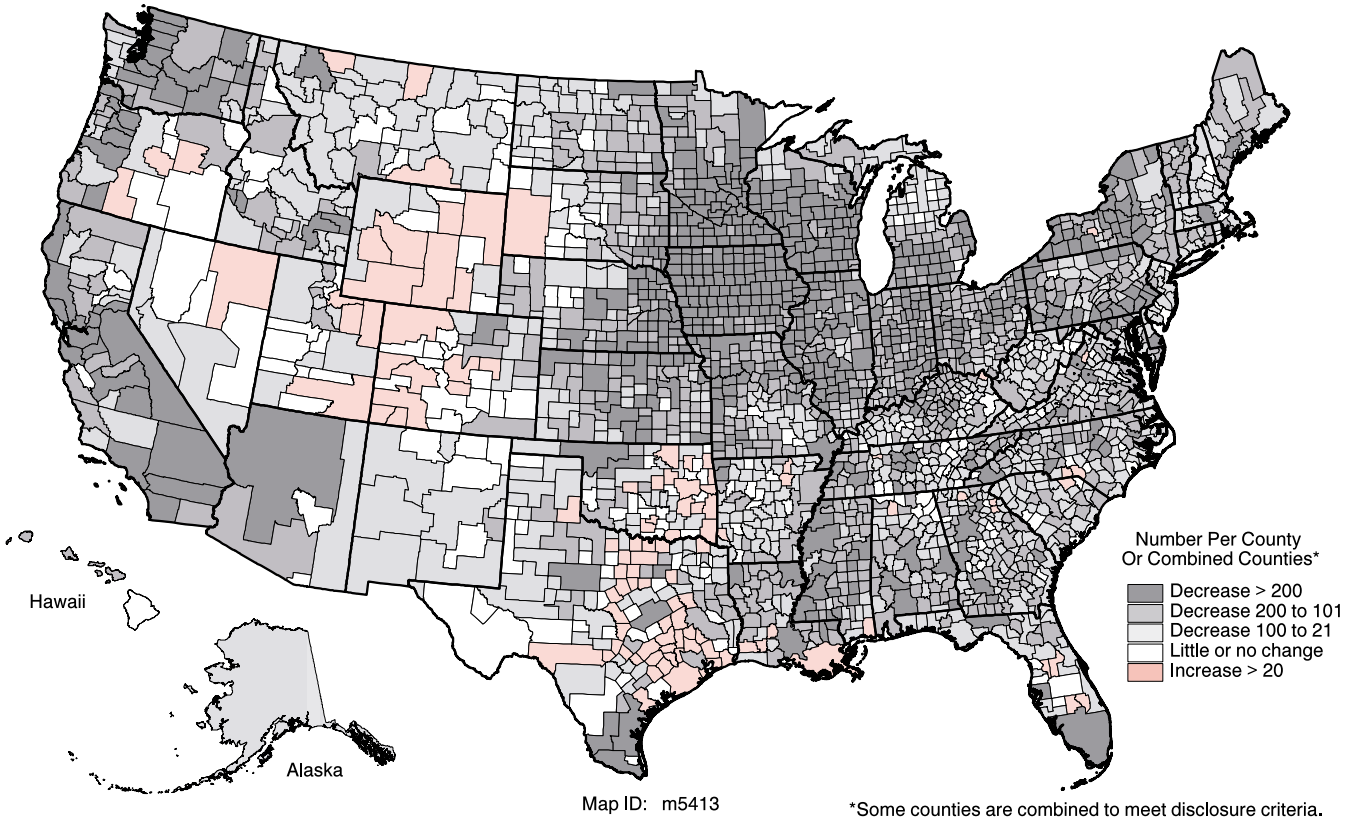 Number Per County
Or Combined Counties*
Decrease > 200
Decrease 200 to 101
Decrease 100 to 21
Little or no change
Increase > 20
Hawaii
Alaska
Map ID: m5413
*Some counties are combined to meet disclosure criteria.